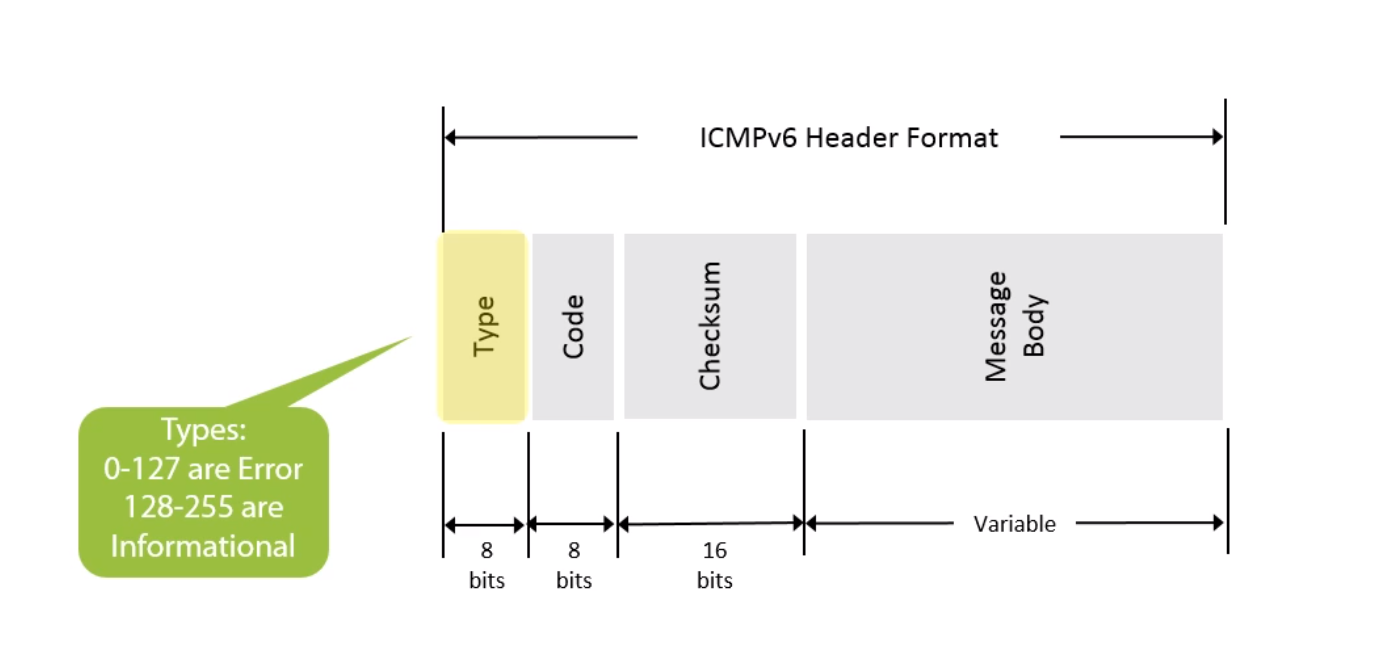 ICMPv6 Header Format
Type
Code
Checksum
Message
Body
Types:
0-127 are Error
128-255 are
Informational
8
bits
8
bits
16
bits
Variable